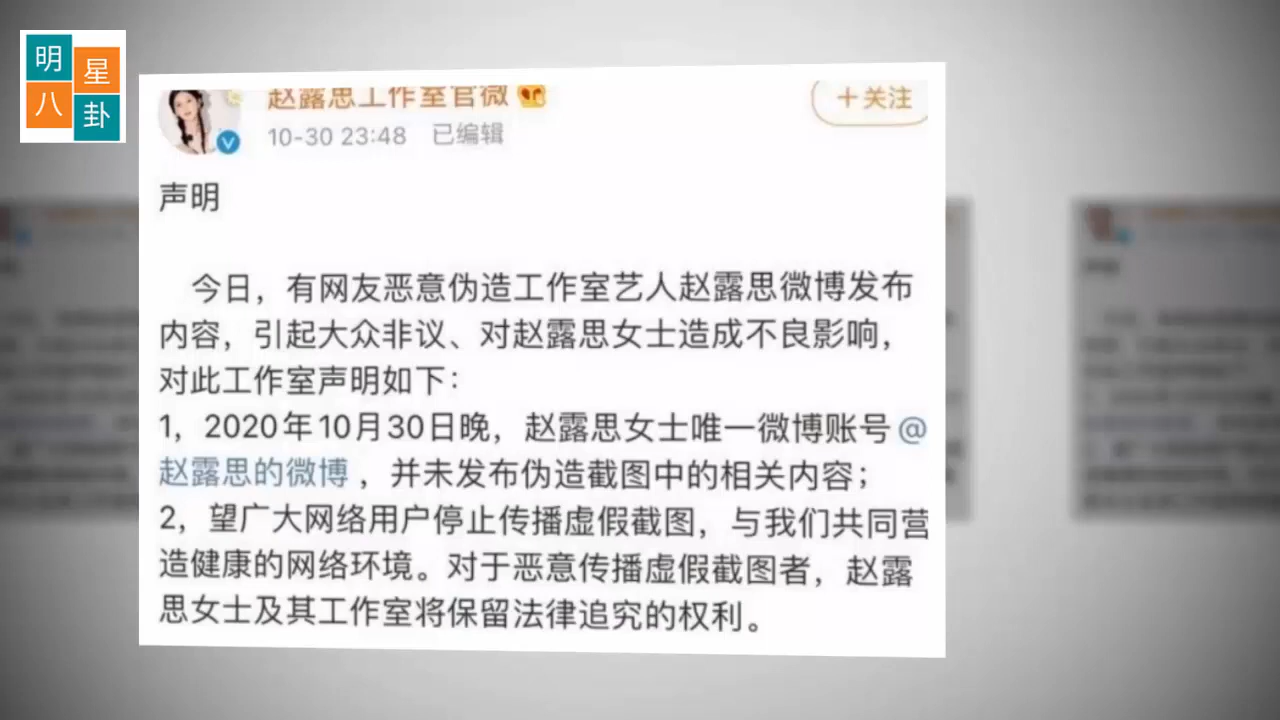 明星
八卦
赵露思工作室官微
+关注
10-30 23:48 已编辑
声明
今日，有网友恶意伪造工作室艺人赵露思微博发布
内容，引起大众非议、对赵露思女士造成不良影响，
对此工作室声明如下：
1，2020年10月30日晚，赵露思女士唯一微博账号@
赵露思的微博，并未发布伪造截图中的相关内容；
2，望广大网络用户停止传播虚假截图，与我们共同营
造健康的网络环境。对于恶意传播虚假截图者，赵露
思女士及其工作室将保留法律追究的权利。